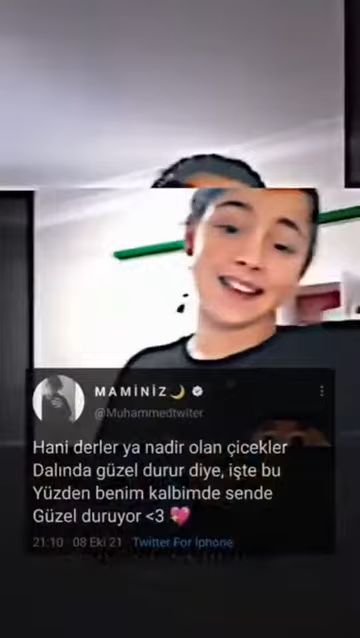 MAMİNİZ🌙
@Muhammedtwiter
Hani derler ya nadir olan çicekler
Dalında güzel durur diye, işte bu
Yüzden benim kalbimde sende
Güzel duruyor <3 💖
21:10 08 Eki 21 Twitter For İphone